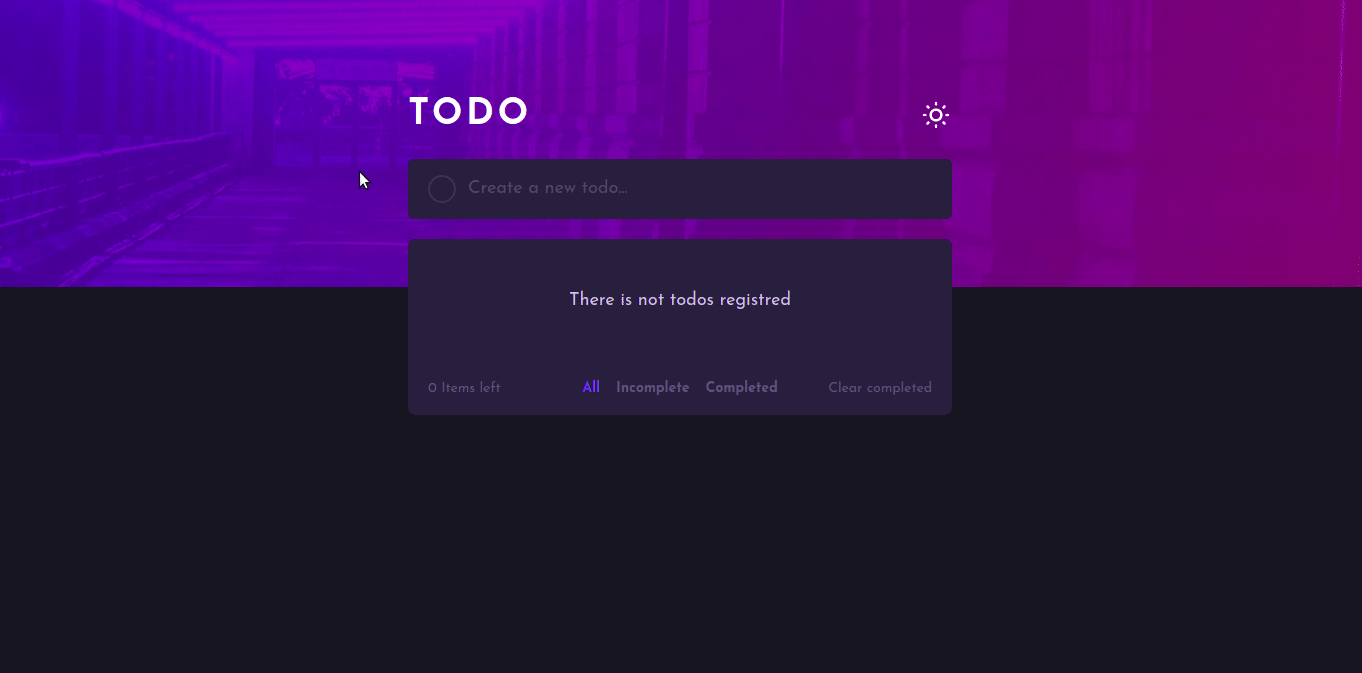 TODO
Create a new todo...
There is not todos registred
0 Items left All Incomplete Completed Clear completed